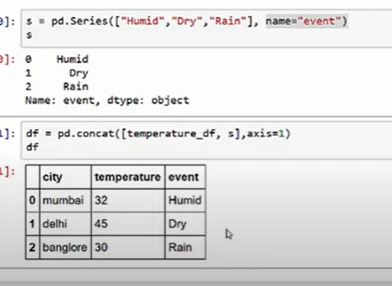 0]: s = pd.Series(["Humid","Dry","Rain"], name="event")
s
0]: 0 Humid
1 Dry
2 Rain
Name: event, dtype: object
1]: df = pd.concat([temperature_df, s],axis=1)
df
1]: city temperature event
0 mumbai 32 Humid
1 delhi 45 Dry
2 banglore 30 Rain